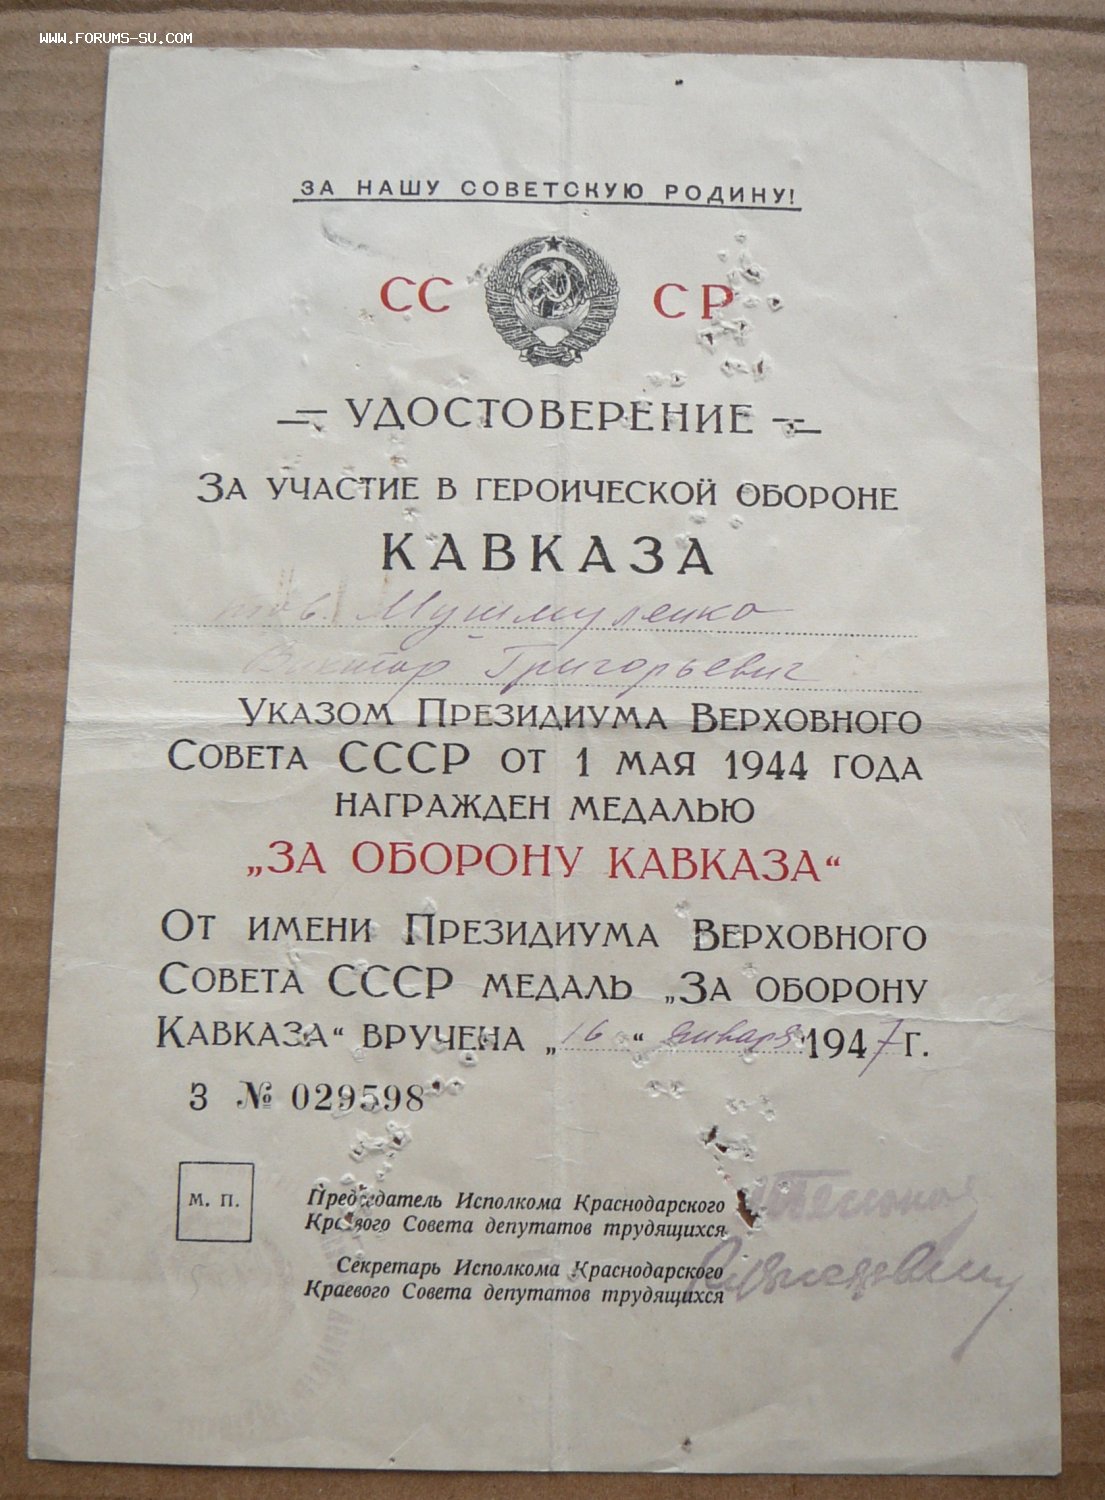 www.FORUMS-SU.COM
ЗА НАШУ СОВЕТСКУЮ РОДИНУ!
СС СР
УДОСТОВЕРЕНИЕ
ЗА УЧАСТИЕ В ГЕРОИЧЕСКОЙ ОБОРОНЕ
КАВКАЗА
тов. Мушмуленко
Виктор Григорьевич
УКАЗОМ ПРЕЗИДИУМА ВЕРХОВНОГО
СОВЕТА СССР ОТ 1 МАЯ 1944 ГОДА
НАГРАЖДЕН МЕДАЛЬЮ
„ЗА ОБОРОНУ КАВКАЗА“
ОТ ИМЕНИ ПРЕЗИДИУМА ВЕРХОВНОГО
СОВЕТА СССР МЕДАЛЬ „ЗА ОБОРОНУ
КАВКАЗА“ ВРУЧЕНА „16“ января 1947 Г.
З № 029598
М. П.
Председатель Исполкома Краснодарского
Краевого Совета депутатов трудящихся
Секретарь Исполкома Краснодарского
Краевого Совета депутатов трудящихся